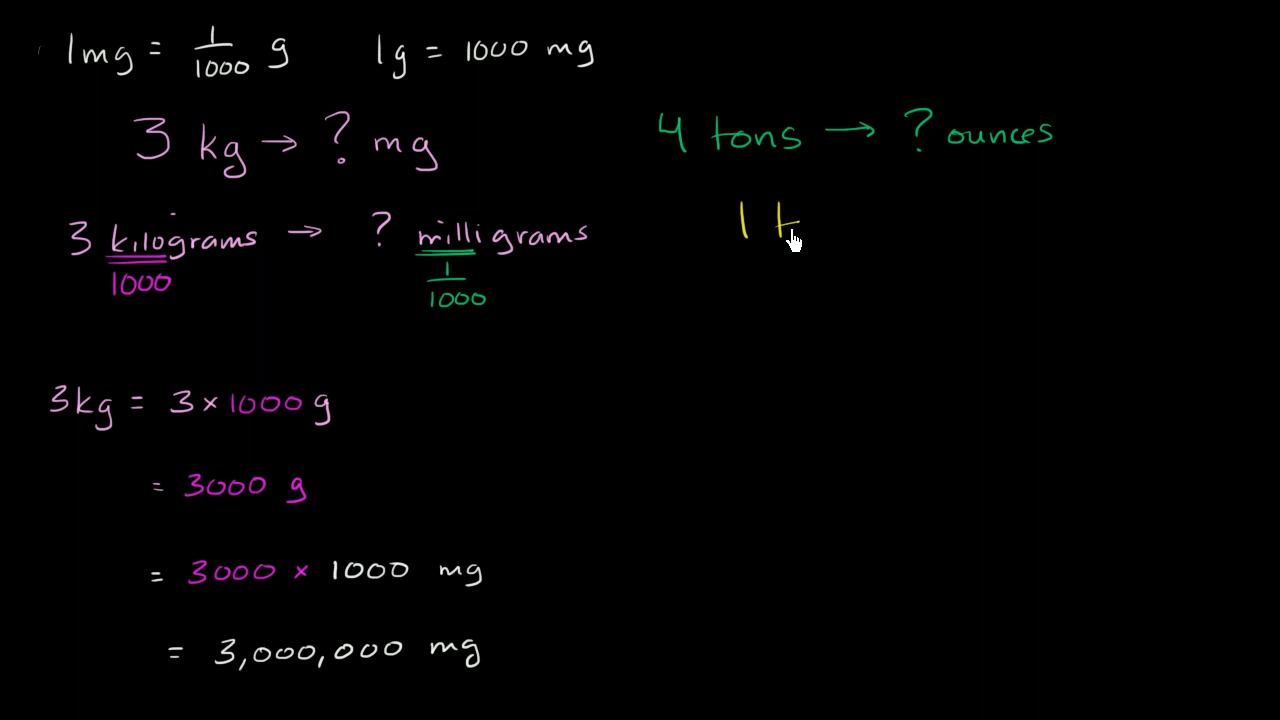 1mg = 1/1000 g 1g = 1000 mg
3 kg → ? mg
4 tons → ? ounces
3 kilograms → ? milligrams
1000
1/1000
1 t
3kg = 3 × 1000 g
= 3000 g
= 3000 × 1000 mg
= 3,000,000 mg